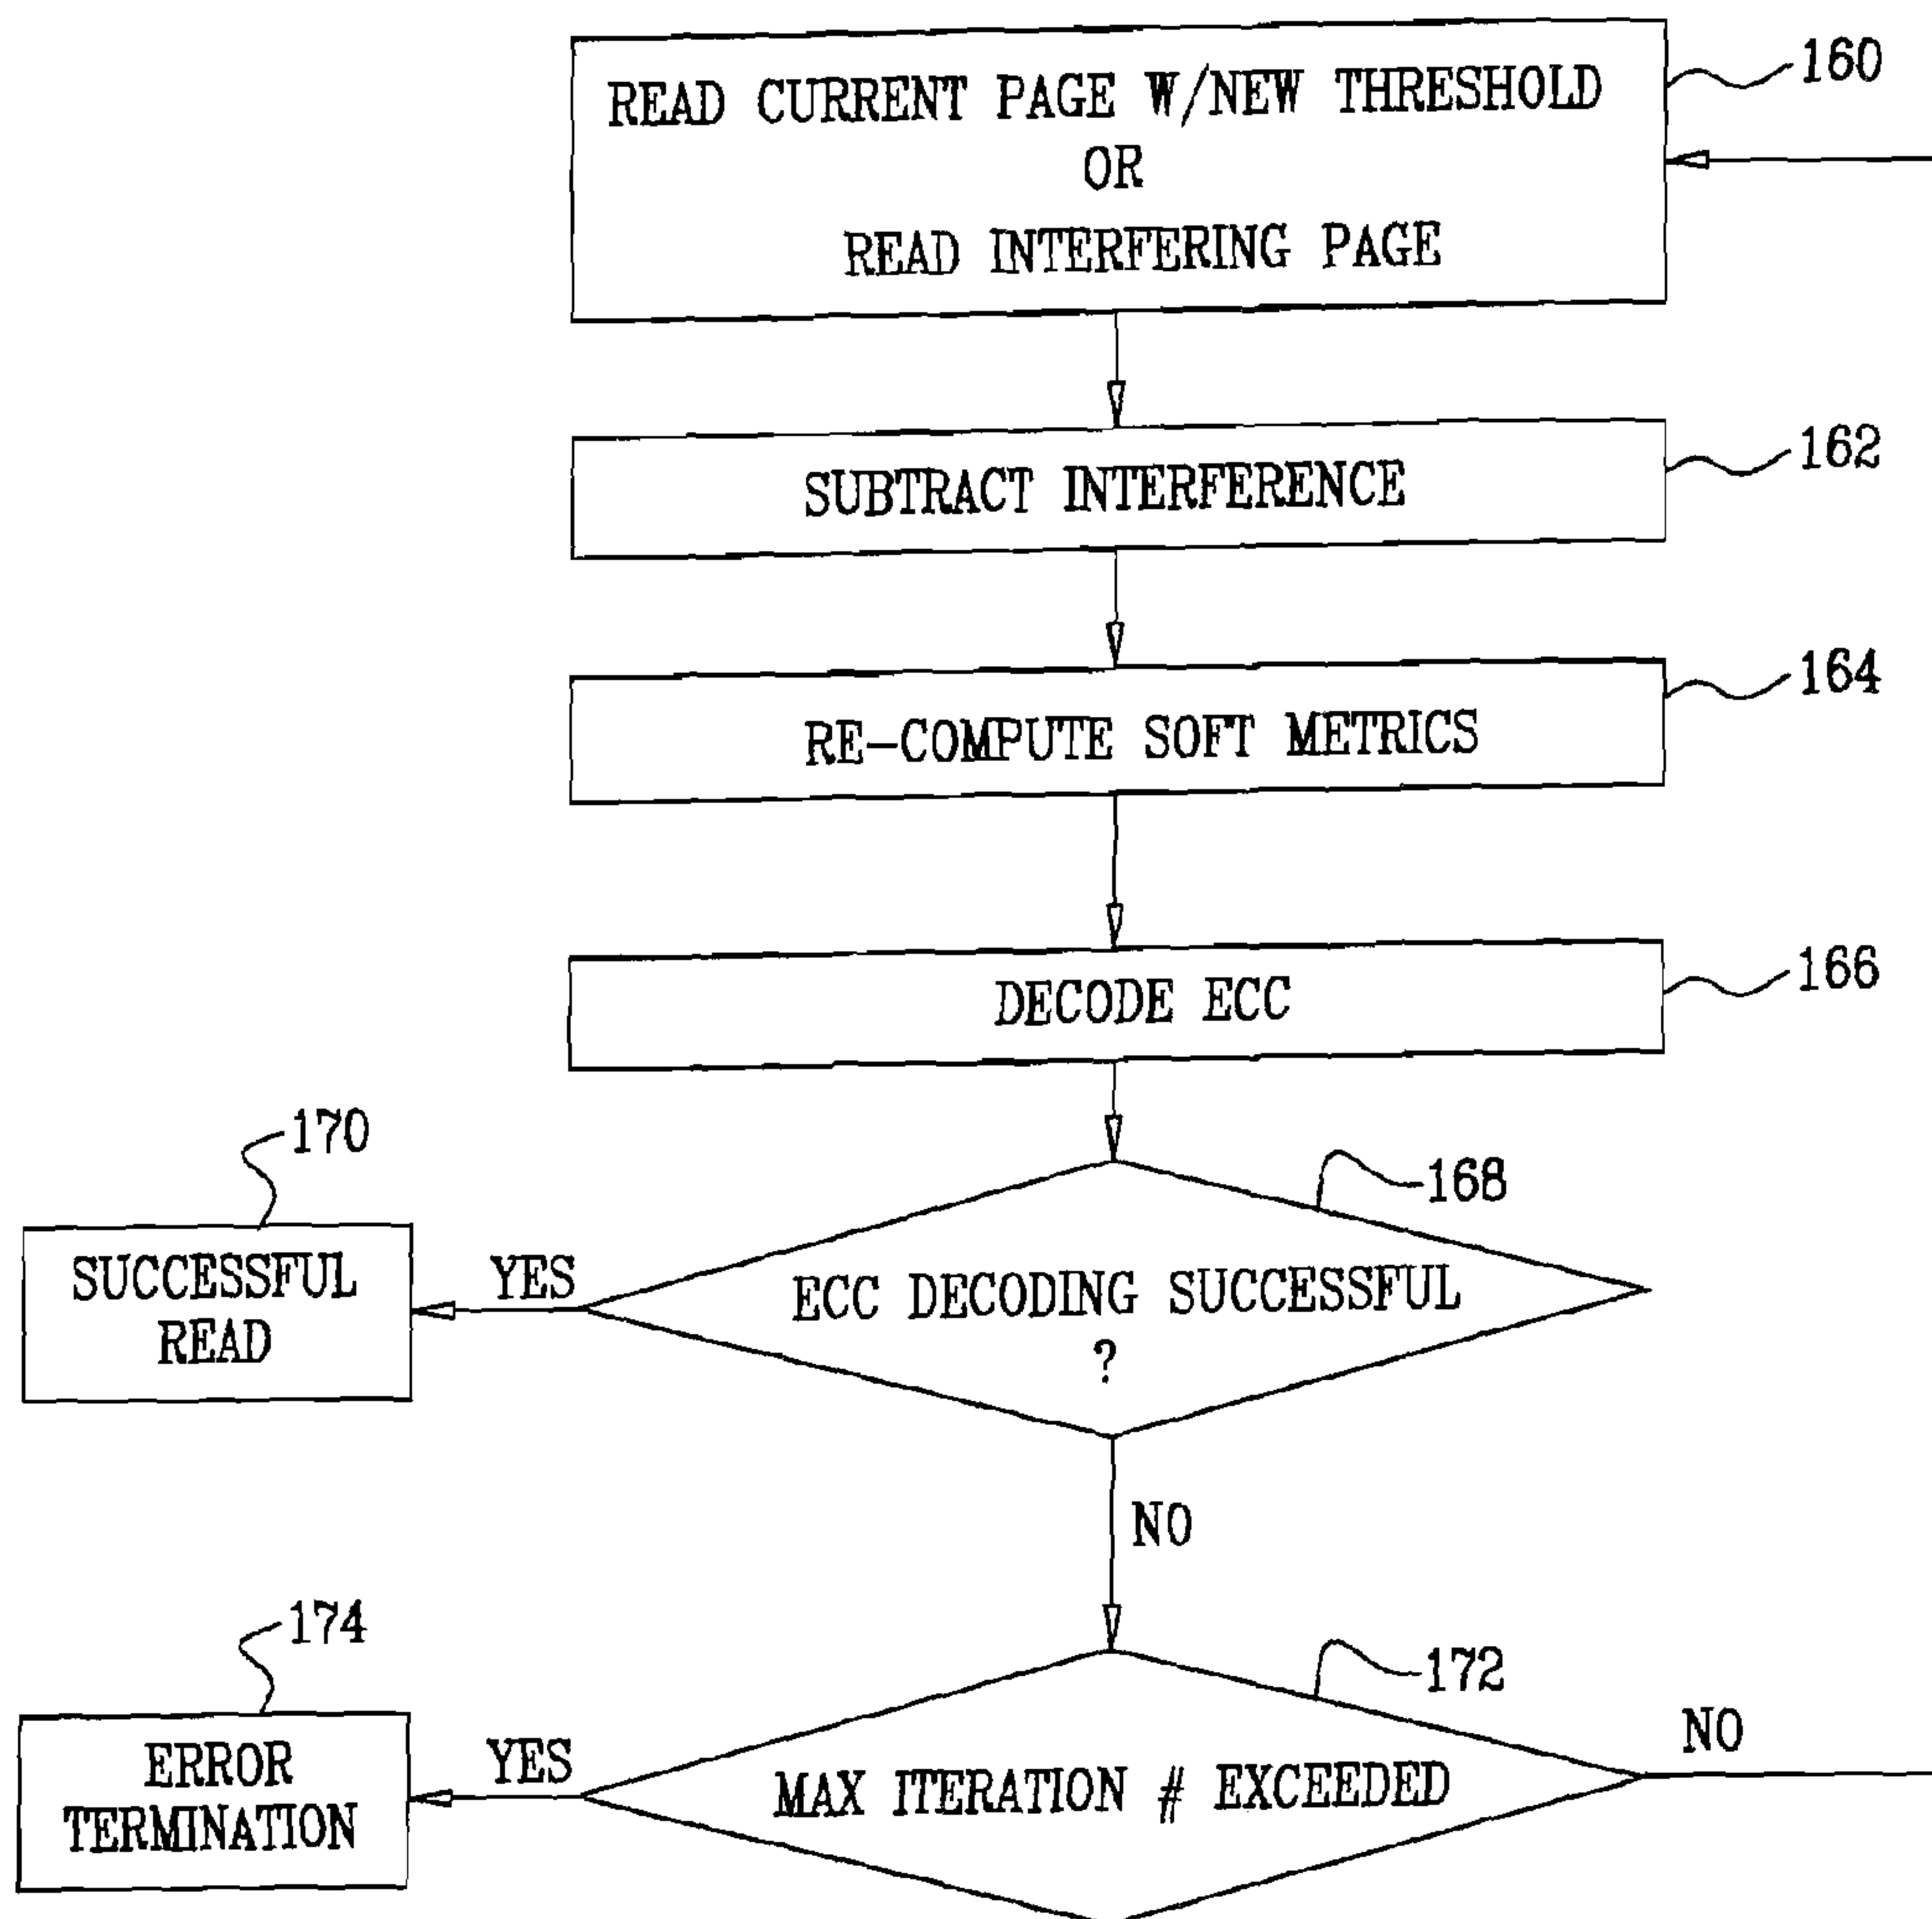 READ CURRENT PAGE W/NEW THRESHOLD
OR
READ INTERFERING PAGE
160
SUBTRACT INTERFERENCE
162
RE-COMPUTE SOFT METRICS
164
DECODE ECC
166
170
168
SUCCESSFUL
READ
YES
ECC DECODING SUCCESSFUL
?
NO
174
172
ERROR
TERMINATION
YES
MAX ITERATION # EXCEEDED
NO